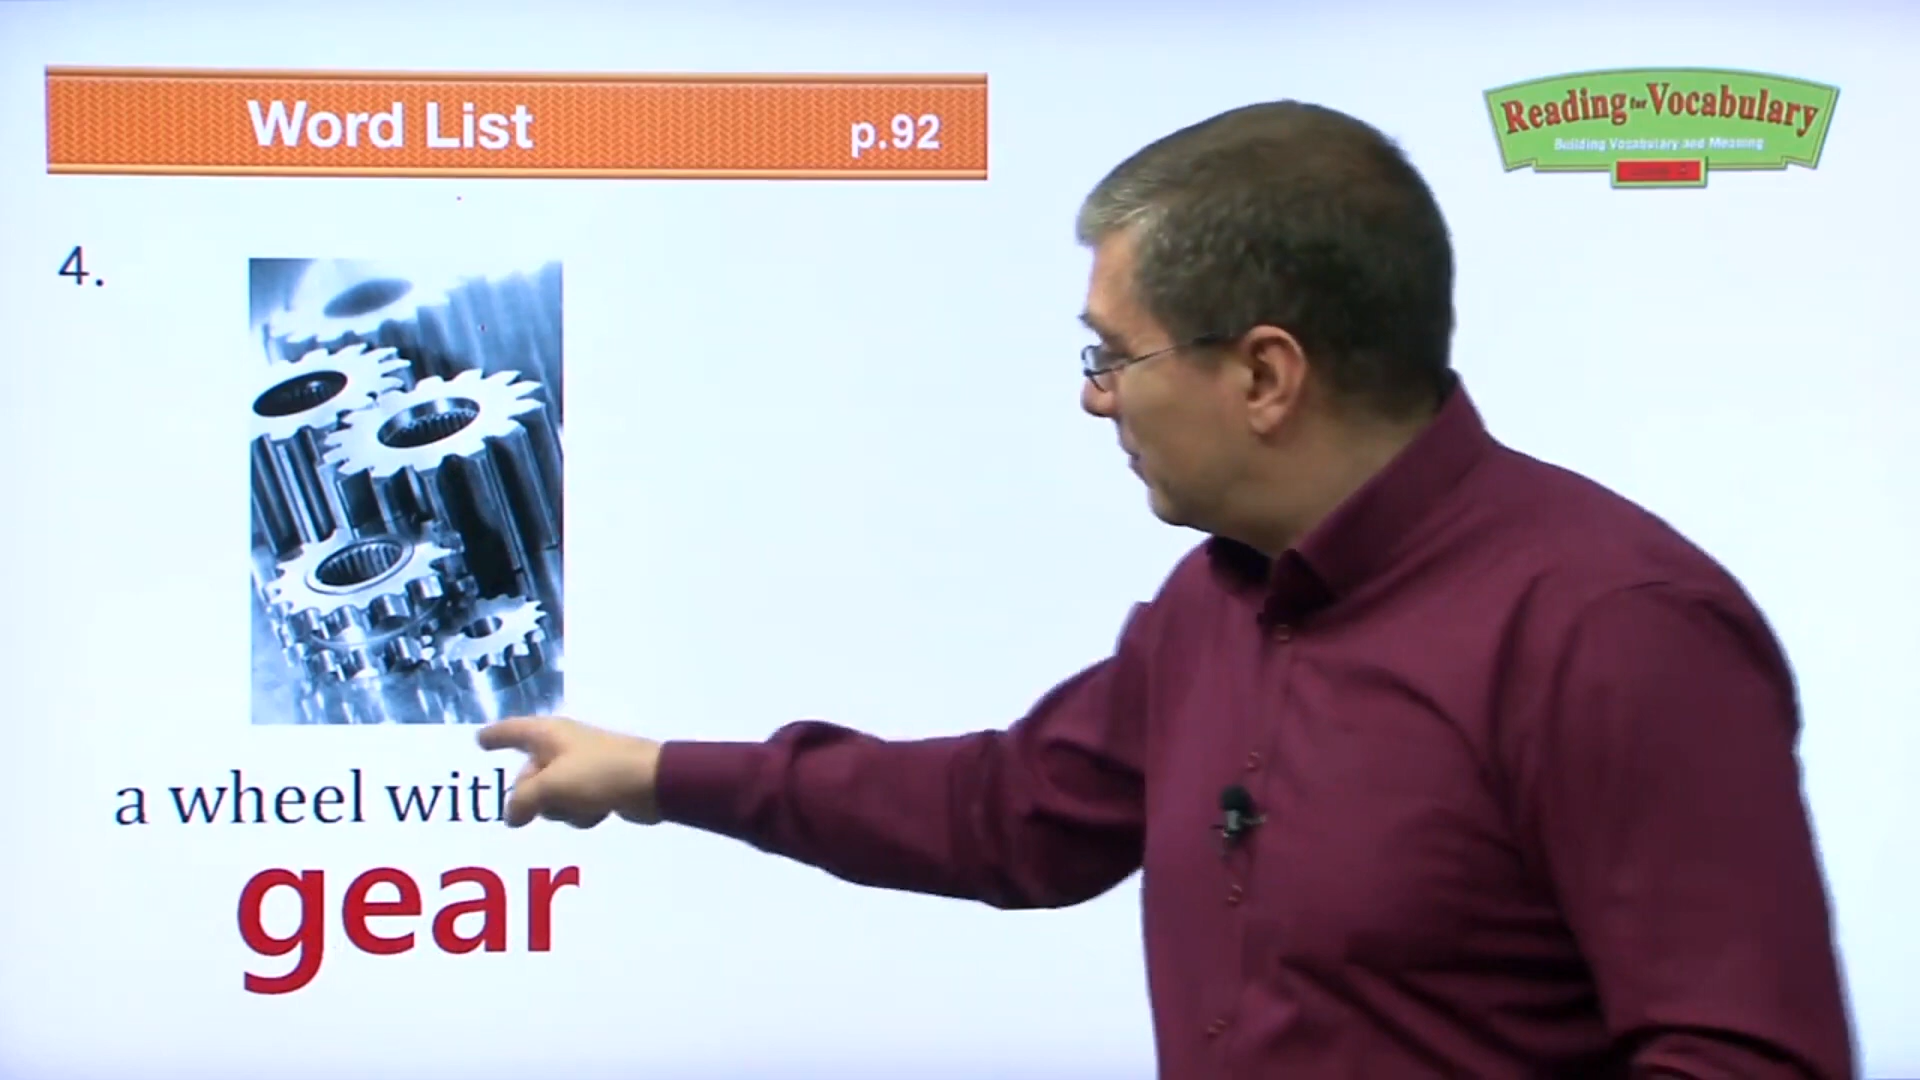 Word List p.92
Reading for Vocabulary
Building Vocabulary and Meaning
4.
a wheel with
gear